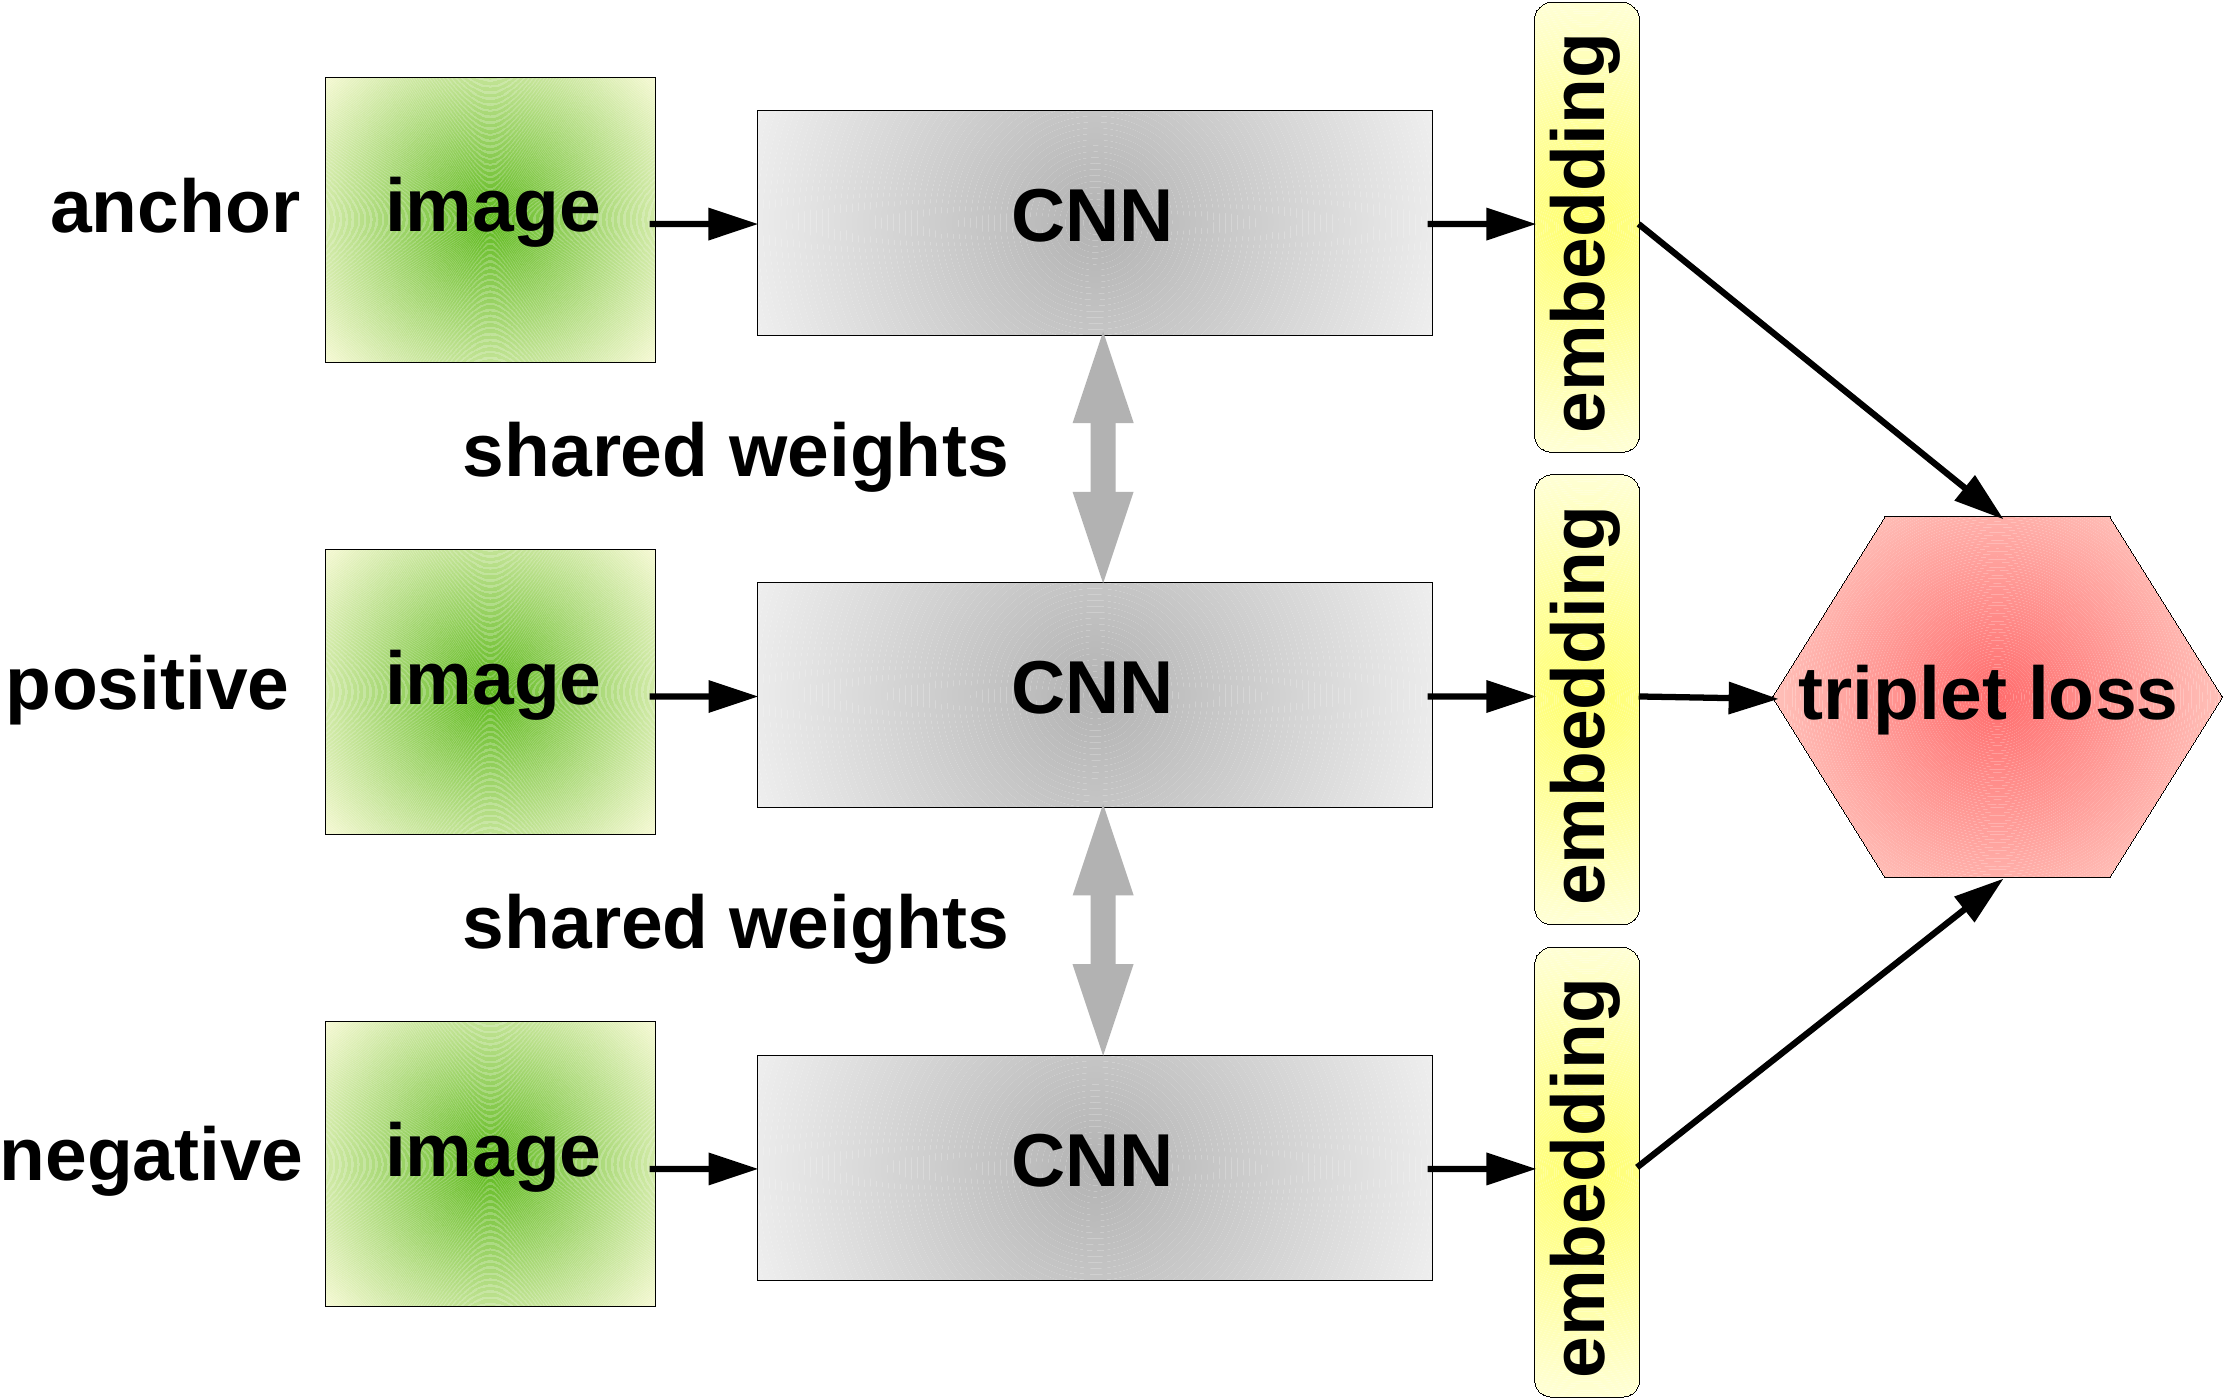 anchor
image
CNN
embedding
shared weights
positive
image
CNN
embedding
triplet loss
shared weights
negative
image
CNN
embedding